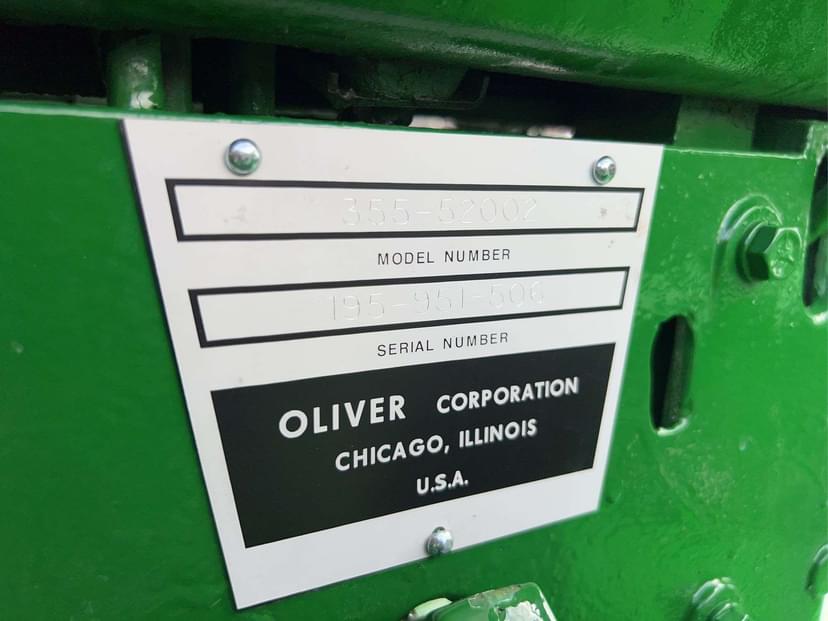 355-52002
MODEL NUMBER
195-951-506
SERIAL NUMBER
OLIVER CORPORATION
CHICAGO, ILLINOIS
U.S.A.